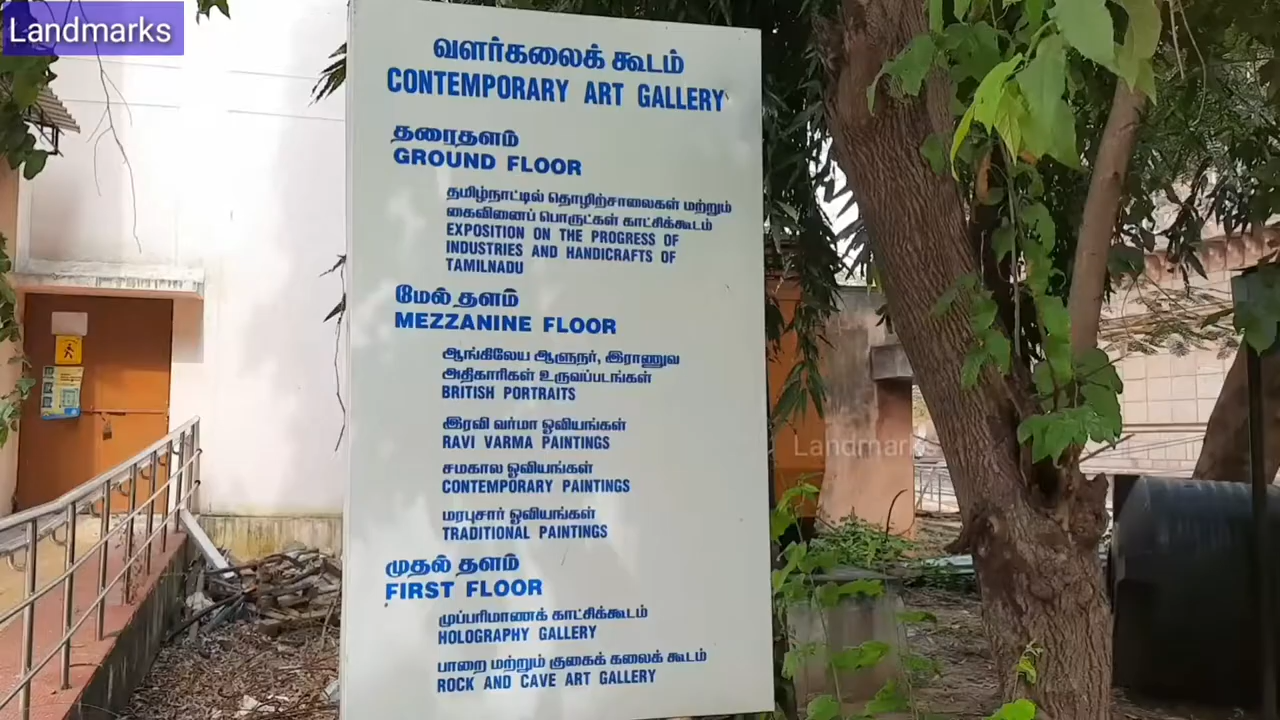 Landmarks
வளர்கலைக் கூடம்
CONTEMPORARY ART GALLERY
தரைதளம்
GROUND FLOOR
தமிழ்நாட்டில் தொழிற்சாலைகள் மற்றும்
கைவினைப் பொருட்கள் காட்சிக்கூடம்
EXPOSITION ON THE PROGRESS OF
INDUSTRIES AND HANDICRAFTS OF
TAMILNADU
மேல் தளம்
MEZZANINE FLOOR
ஆங்கிலேய ஆளுநர், இராணுவ
அதிகாரிகள் உருவப்படங்கள்
BRITISH PORTRAITS
இரவி வர்மா ஓவியங்கள்
RAVI VARMA PAINTINGS
சமகால ஓவியங்கள்
CONTEMPORARY PAINTINGS
மரபுசார் ஓவியங்கள்
TRADITIONAL PAINTINGS
முதல் தளம்
FIRST FLOOR
முப்பரிமாணக் காட்சிக்கூடம்
HOLOGRAPHY GALLERY
பாறை மற்றும் குகைக் கலைக் கூடம்
ROCK AND CAVE ART GALLERY
Landmarks